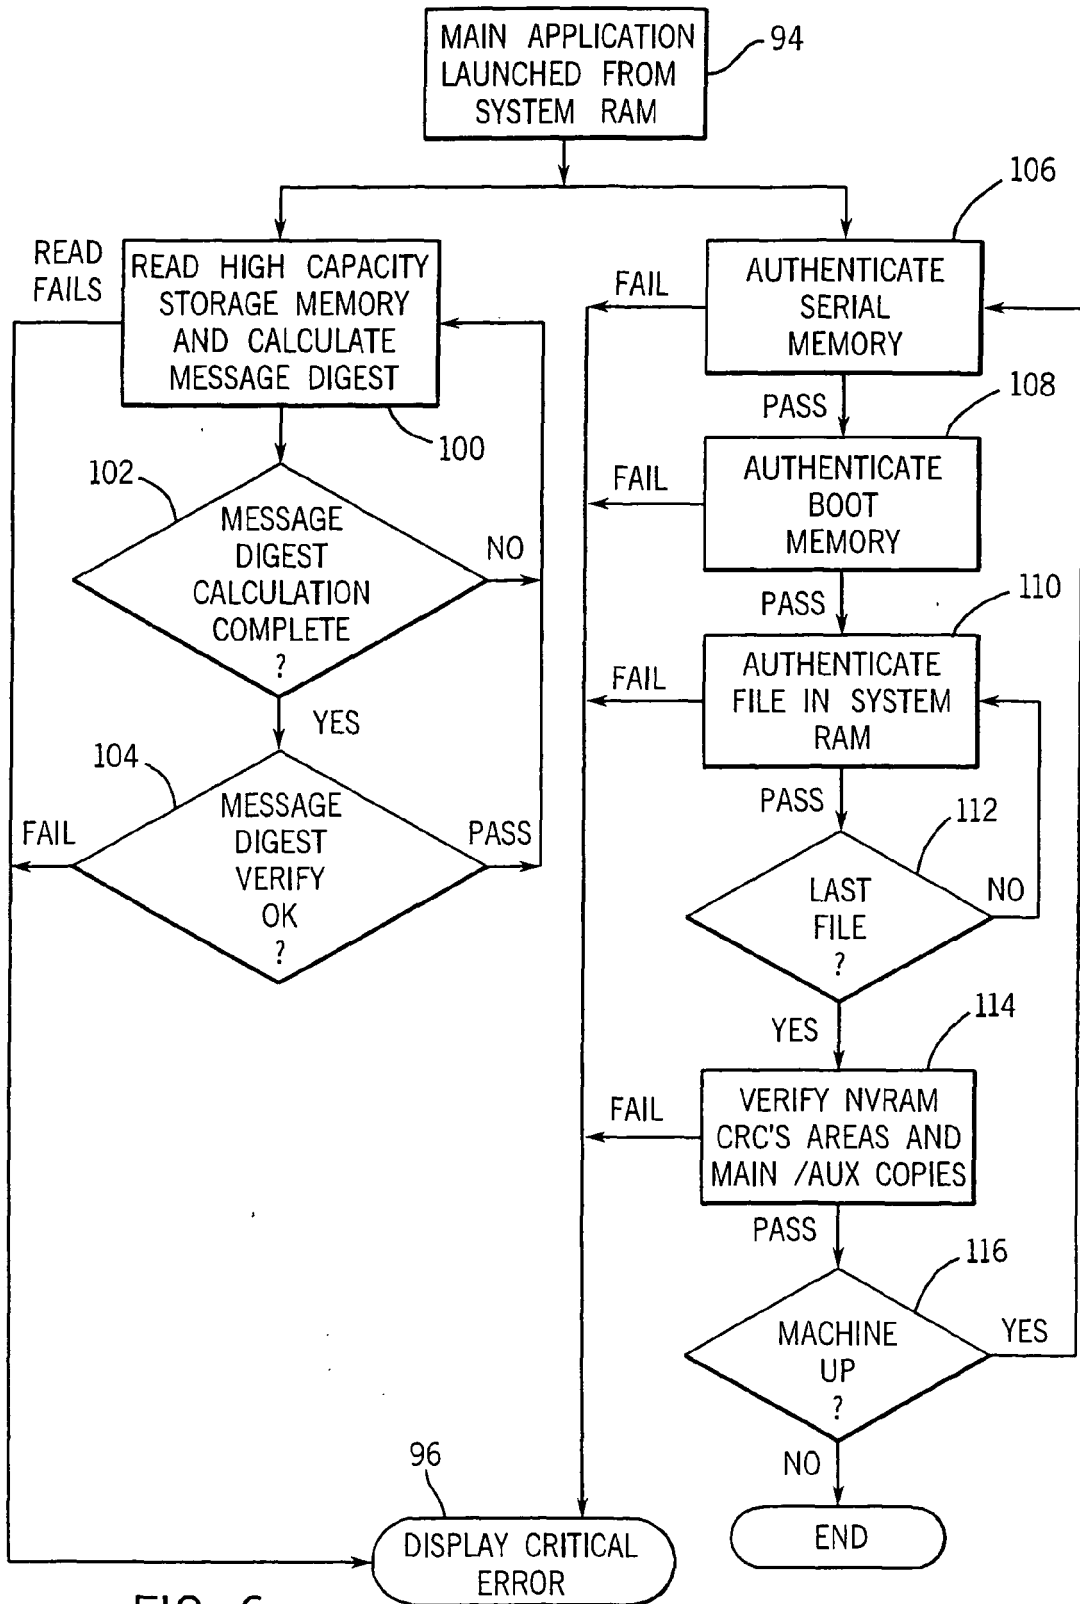 MAIN APPLICATION
LAUNCHED FROM
SYSTEM RAM
94
READ
FAILS
READ HIGH CAPACITY
STORAGE MEMORY
AND CALCULATE
MESSAGE DIGEST
100
102
MESSAGE
DIGEST
CALCULATION
COMPLETE
?
NO
YES
104
MESSAGE
DIGEST
VERIFY
OK
?
FAIL
PASS
106
AUTHENTICATE
SERIAL
MEMORY
FAIL
PASS
108
AUTHENTICATE
BOOT
MEMORY
FAIL
PASS
110
AUTHENTICATE
FILE IN SYSTEM
RAM
FAIL
PASS
112
LAST
FILE
?
NO
YES
114
VERIFY NVRAM
CRC'S AREAS AND
MAIN /AUX COPIES
FAIL
PASS
116
MACHINE
UP
?
YES
NO
END
96
DISPLAY CRITICAL
ERROR
FIG. 6